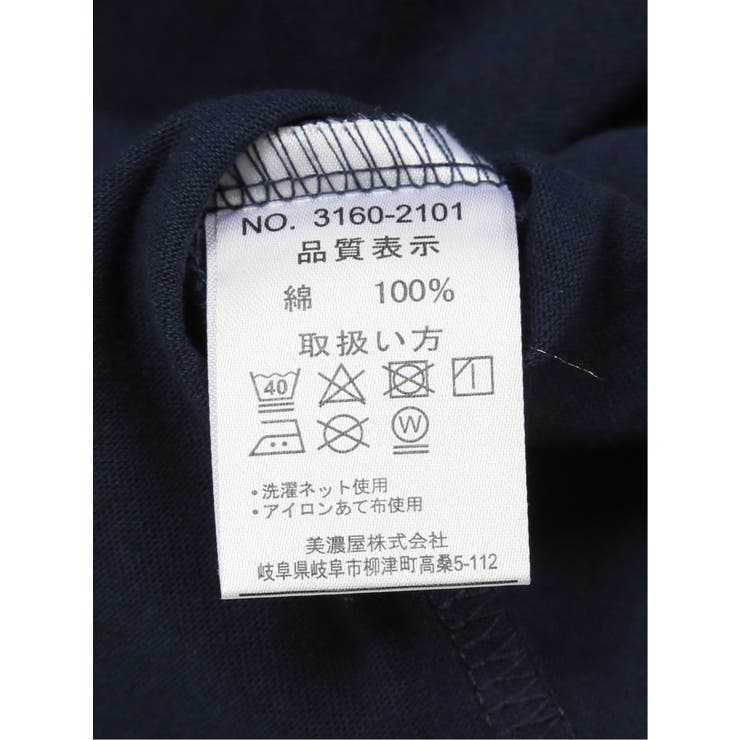 NO. 3160-2101
品質表示
綿 100%
取扱い方
40
W
・洗濯ネット使用
・アイロンあて布使用
美濃屋株式会社
岐阜県岐阜市柳津町高桑5-112